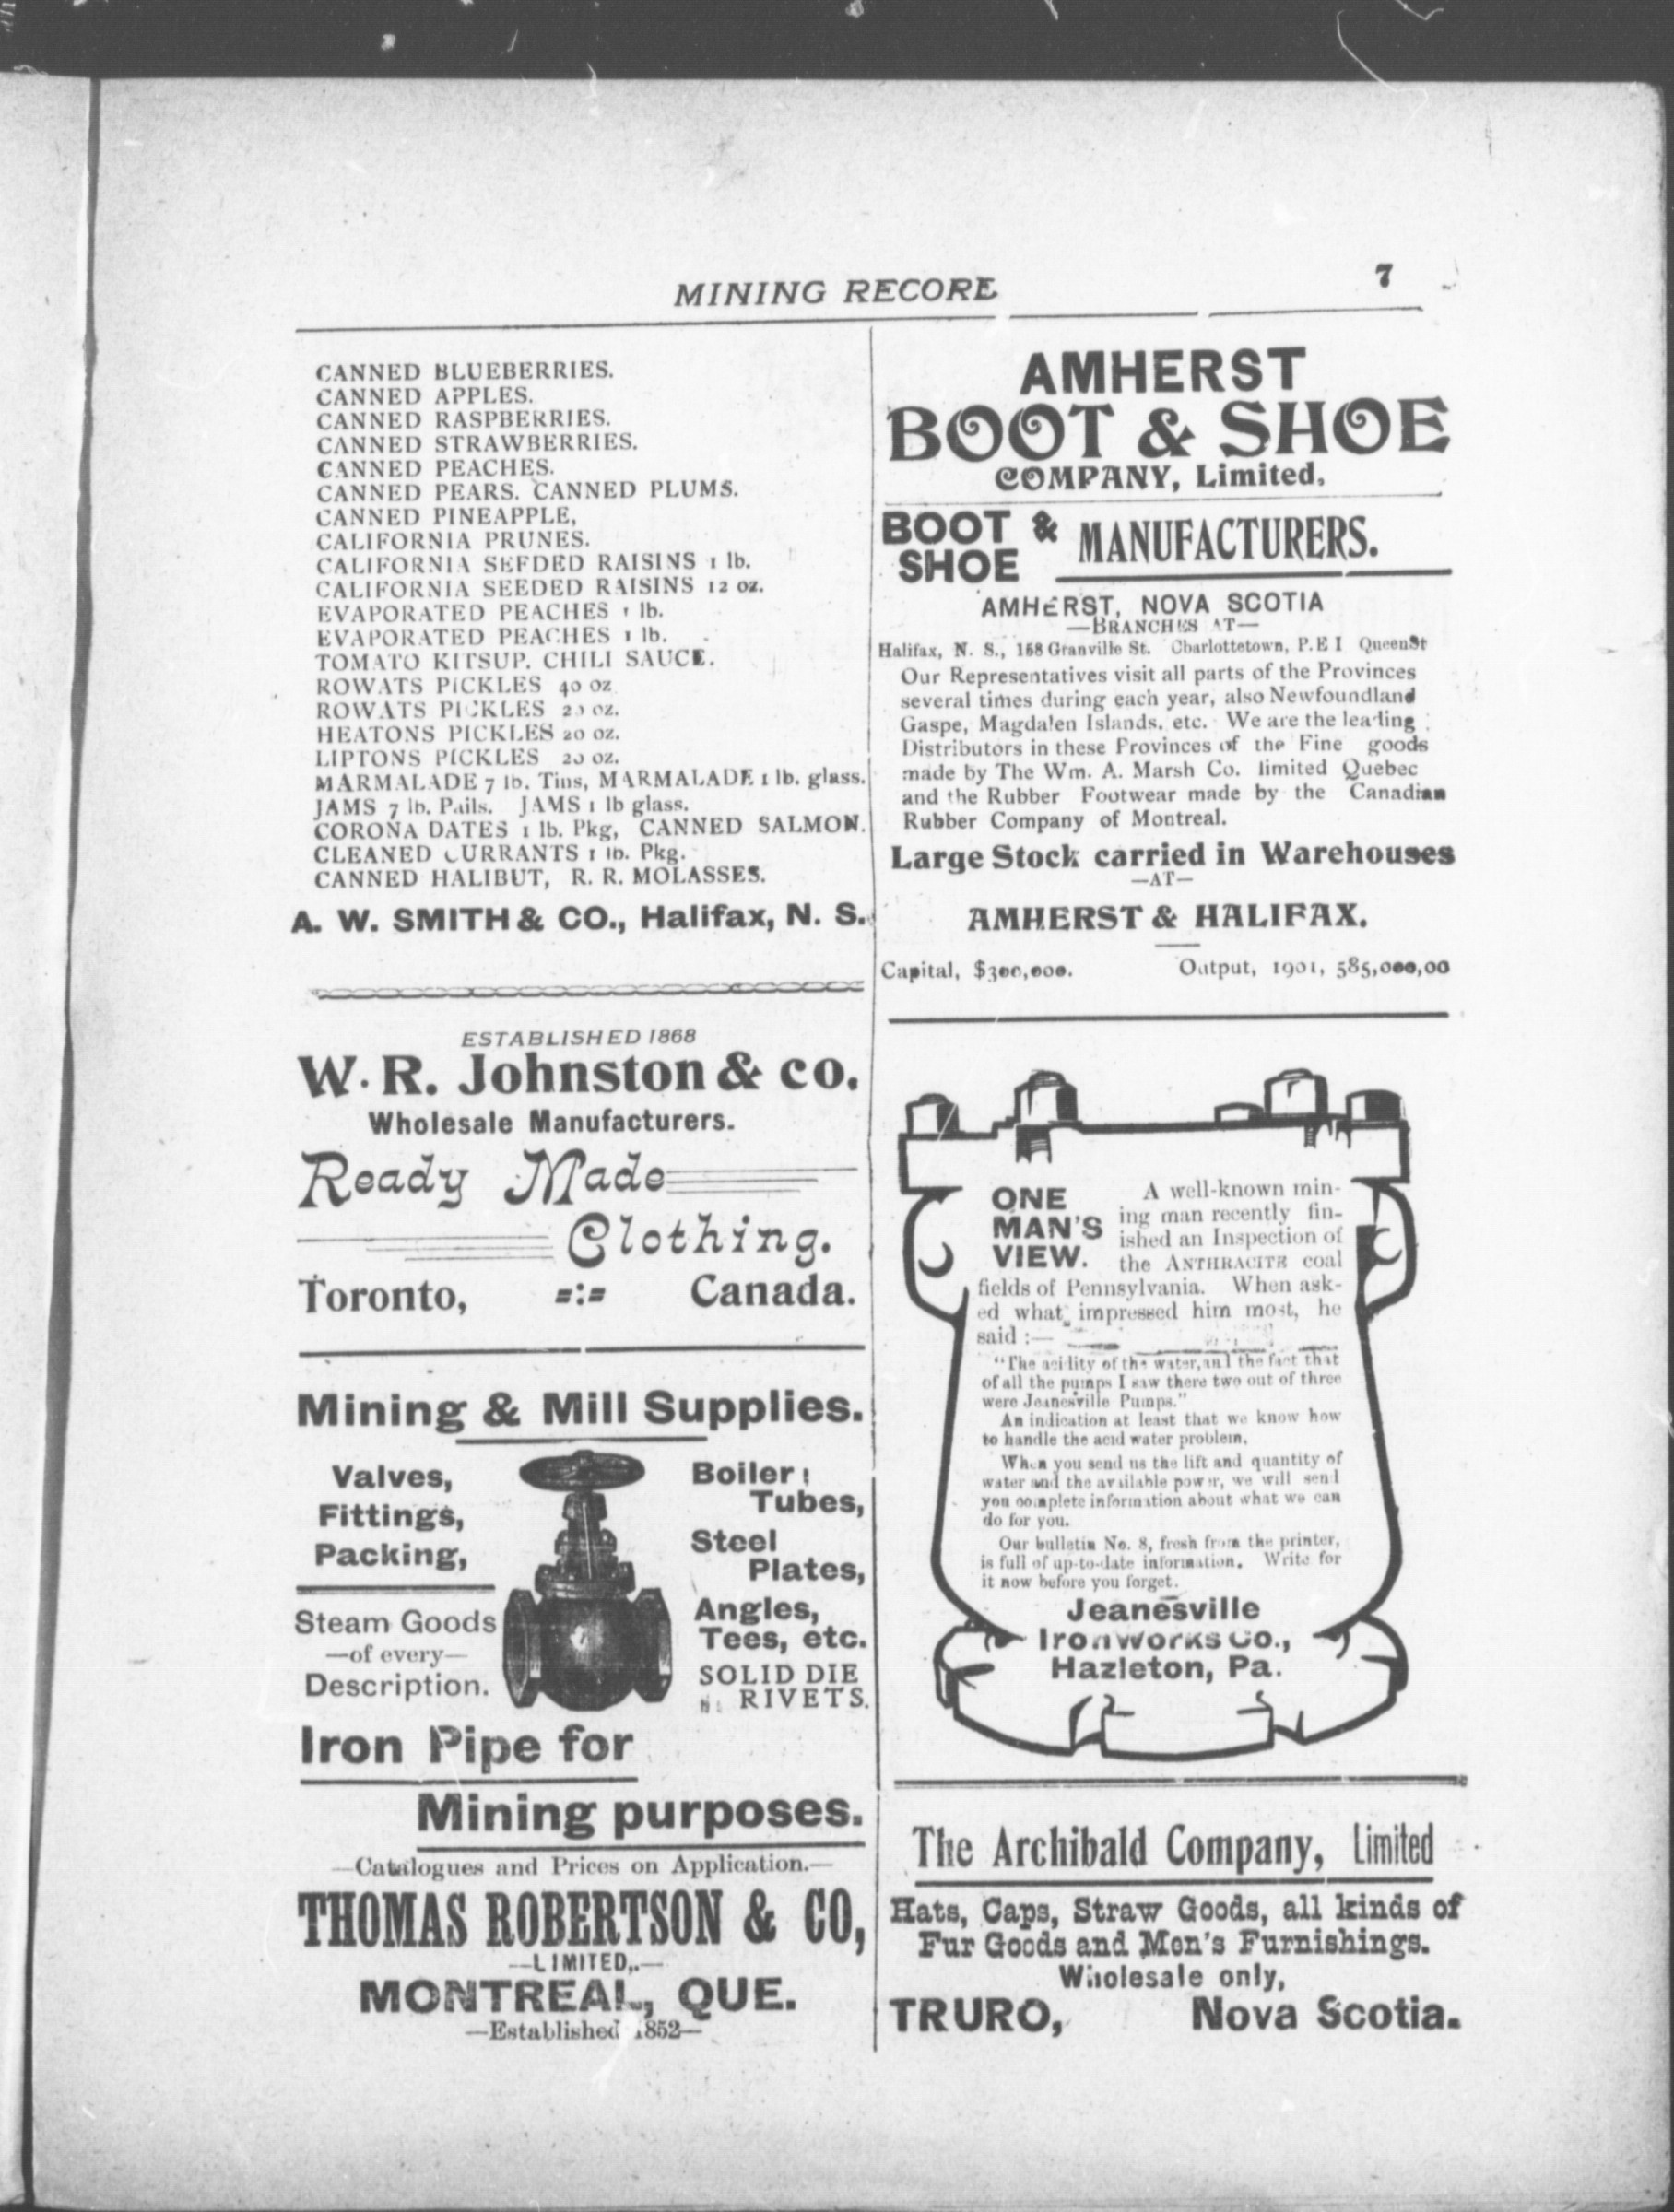 MINING RECORE
7
CANNED BLUEBERRIES.
CANNED APPLES.
CANNED RASPBERRIES.
CANNED STRAWBERRIES.
CANNED PEACHES.
CANNED PEARS. CANNED PLUMS.
CANNED PINEAPPLE,
CALIFORNIA PRUNES.
CALIFORNIA SEFDED RAISINS 1 lb.
CALIFORNIA SEEDED RAISINS 12 oz.
EVAPORATED PEACHES 1 lb.
EVAPORATED PEACHES 1 lb.
TOMATO KITSUP. CHILI SAUCE.
ROWATS PICKLES 40 oz
ROWATS PICKLES 20 oz.
HEATONS PICKLES 20 oz.
LIPTONS PICKLES 20 oz.
MARMALADE 7 lb. Tins, MARMALADE 1 lb. glass.
JAMS 7 lb. Pails. JAMS 1 lb glass.
CORONA DATES 1 lb. Pkg, CANNED SALMON.
CLEANED CURRANTS 1 lb. Pkg.
CANNED HALIBUT, R. R. MOLASSES.
A. W. SMITH & CO., Halifax, N. S.
ESTABLISHED 1868
W. R. Johnston & co.
Wholesale Manufacturers.
Ready Made
Clothing.
Toronto, =:= Canada.
Mining & Mill Supplies.
Valves,
Fittings,
Packing,
Steam Goods
—of every—
Description.
Boiler
Tubes,
Steel
Plates,
Angles,
Tees, etc.
SOLID DIE
RIVETS.
Iron Pipe for
Mining purposes.
—Catalogues and Prices on Application.—
THOMAS ROBERTSON & CO,
—LIMITED,.—
MONTREAL, QUE.
—Established 1852—
AMHERST
BOOT & SHOE
COMPANY, Limited.
BOOT &
SHOE
MANUFACTURERS.
AMHERST, NOVA SCOTIA
—BRANCHES AT—
Halifax, N. S., 158 Granville St. Charlottetown, P. E I QueenSt
Our Representatives visit all parts of the Provinces
several times during each year, also Newfoundland
Gaspe, Magdalen Islands, etc. We are the leading
Distributors in these Provinces of the Fine goods
made by The Wm. A. Marsh Co. limited Quebec
and the Rubber Footwear made by the Canadian
Rubber Company of Montreal.
Large Stock carried in Warehouses
—AT—
AMHERST & HALIFAX.
Capital, $300,000. Output, 1901, 585,000,00
ONE
MAN'S
VIEW.
A well-known min-
ing man recently fin-
ished an Inspection of
the ANTHRACITE coal
fields of Pennsylvania. When ask-
ed what impressed him most, he
said :—
"The acidity of the water, and the fact that
of all the pumps I saw there two out of three
were Jeanesville Pumps."
An indication at least that we know how
to handle the acid water problem.
When you send us the lift and quantity of
water and the available power, we will send
you complete information about what we can
do for you.
Our bulletin No. 8, fresh from the printer,
is full of up-to-date information. Write for
it now before you forget.
Jeanesville
Iron Works Co.,
Hazleton, Pa.
The Archibald Company, Limited
Hats, Caps, Straw Goods, all kinds of
Fur Goods and Men's Furnishings.
Wholesale only,
TRURO, Nova Scotia.